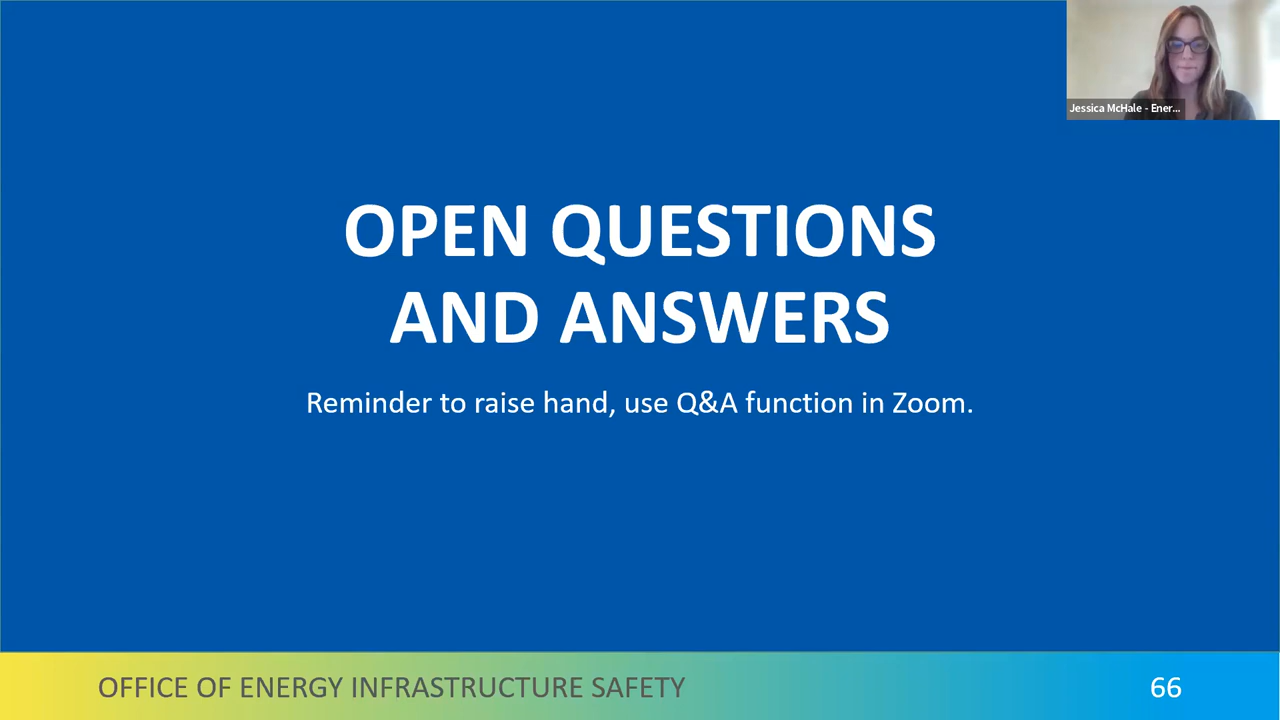 Jessica McHale - Ener...
OPEN QUESTIONS
AND ANSWERS
Reminder to raise hand, use Q&A function in Zoom.
OFFICE OF ENERGY INFRASTRUCTURE SAFETY
66